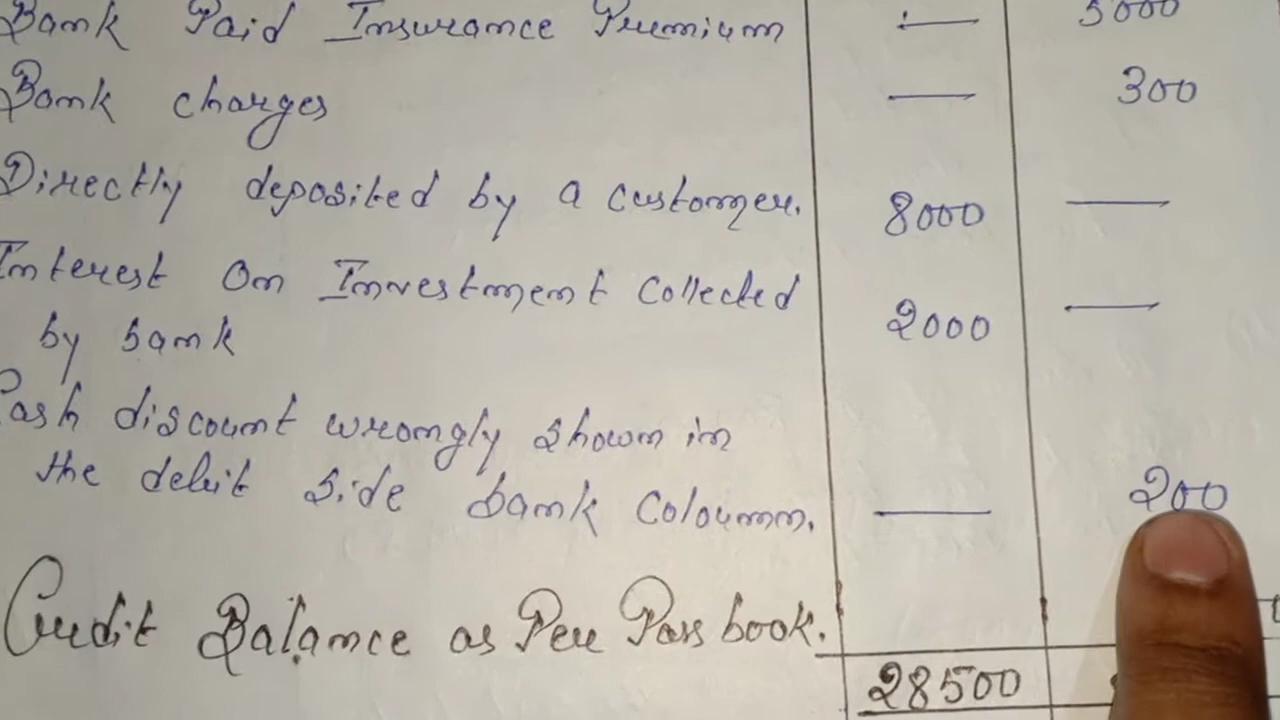 Bank Paid Insurance Premium — 5000
Bank charges — 300
Directly deposited by a customer. 8000 —
Interest On Investment Collected
by bank 2000 —
Cash discount wrongly shown in
the debit side bank Coloumn. — 200
Credit Balance as Per Pass book.
28500